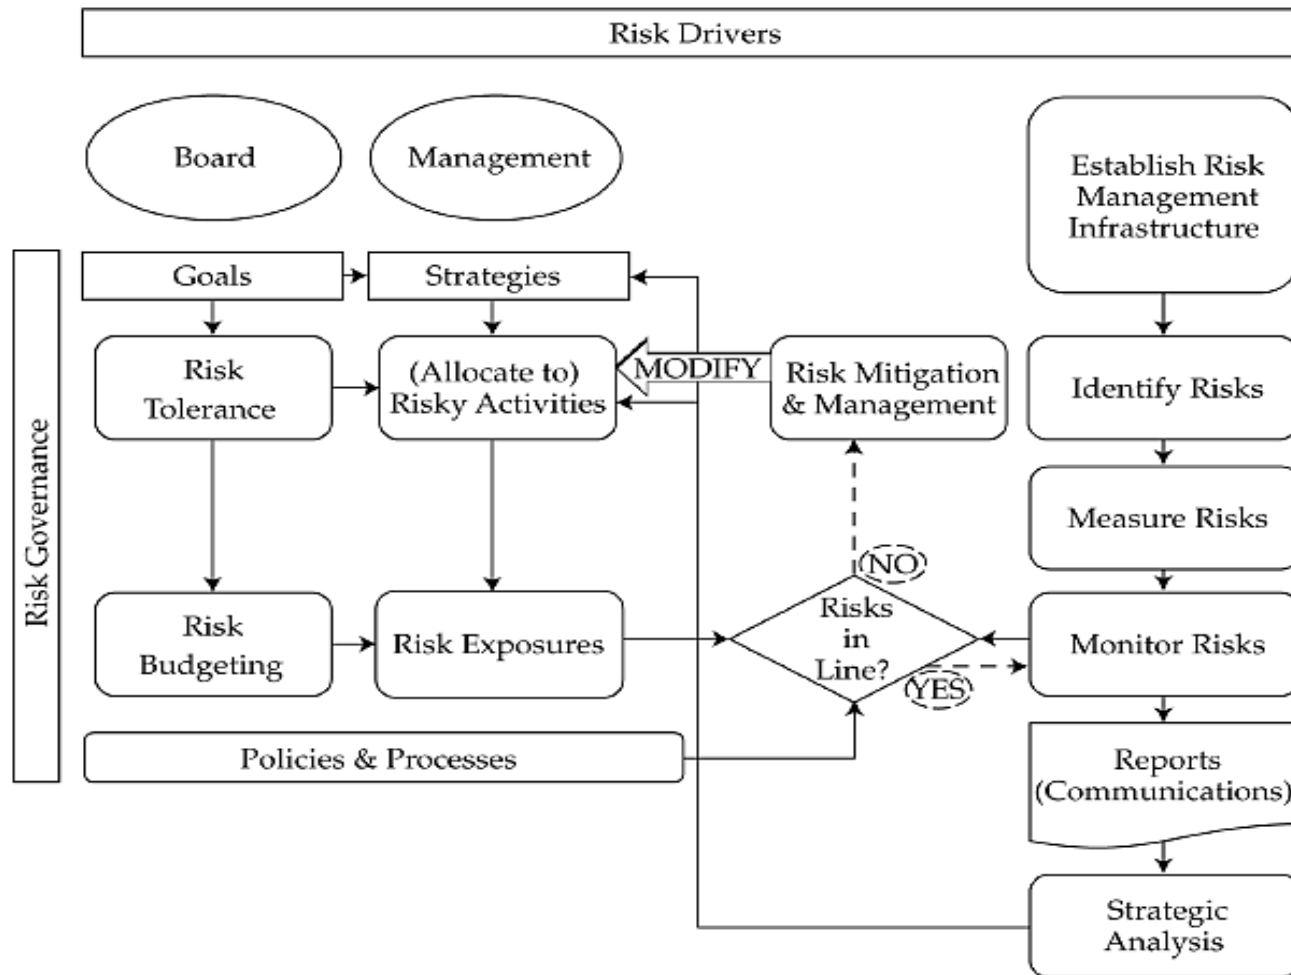 Risk Drivers
Board
Management
Establish Risk
Management
Infrastructure
Risk Governance
Goals
Strategies
Risk
Tolerance
(Allocate to)
Risky Activities
MODIFY
Risk Mitigation
& Management
Identify Risks
Measure Risks
NO
Risk
Budgeting
Risk Exposures
Risks
in
Line?
YES
Monitor Risks
Policies & Processes
Reports
(Communications)
Strategic
Analysis